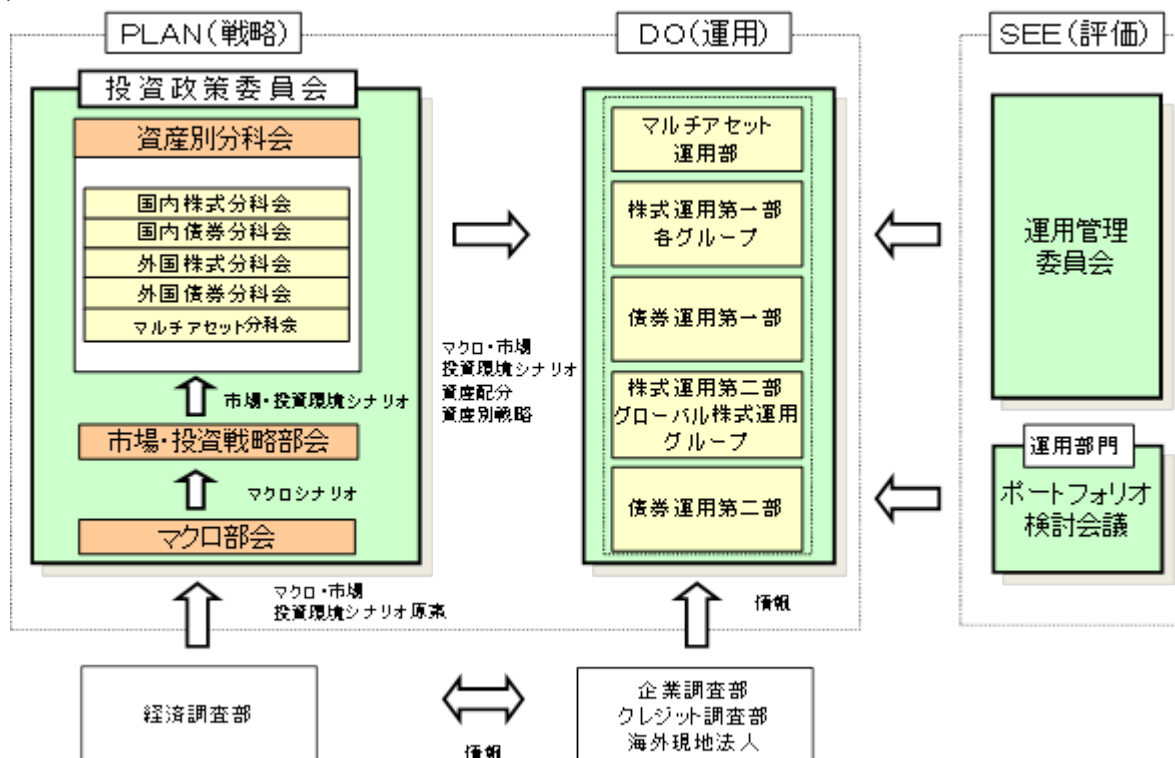 PLAN(戦略)
投資政策委員会
資産別分科会
国内株式分科会
国内債券分科会
外国株式分科会
外国債券分科会
マルチアセット分科会
市場・投資環境シナリオ
市場・投資戦略部会
マクロシナリオ
マクロ部会
マクロ・市場
投資環境シナリオ原案
経済調査部
マクロ・市場
投資環境シナリオ
資産配分
資産別戦略
DO(運用)
マルチアセット
運用部
株式運用第一部
各グループ
債券運用第一部
株式運用第二部
グローバル株式運用
グループ
債券運用第二部
情報
企業調査部
クレジット調査部
海外現地法人
情報
SEE(評価)
運用管理
委員会
運用部門
ポートフォリオ
検討会議